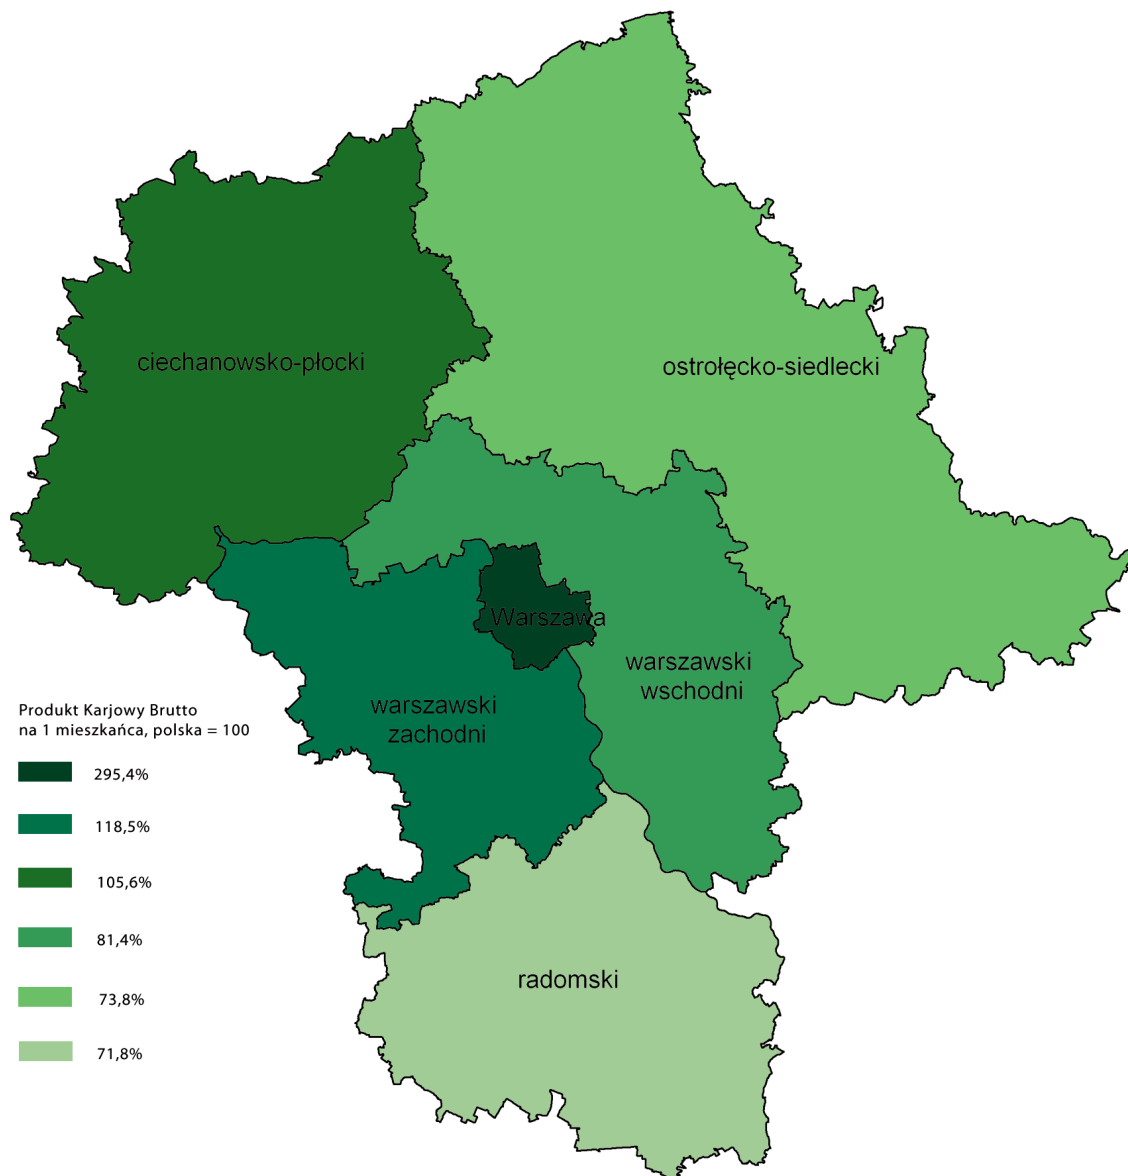 ciechanowsko-płocki
ostrołęcko-siedlecki
Warszawa
warszawski
wschodni
warszawski
zachodni
radomski
Produkt Karjowy Brutto
na 1 mieszkańca, polska = 100
295,4%
118,5%
105,6%
81,4%
73,8%
71,8%